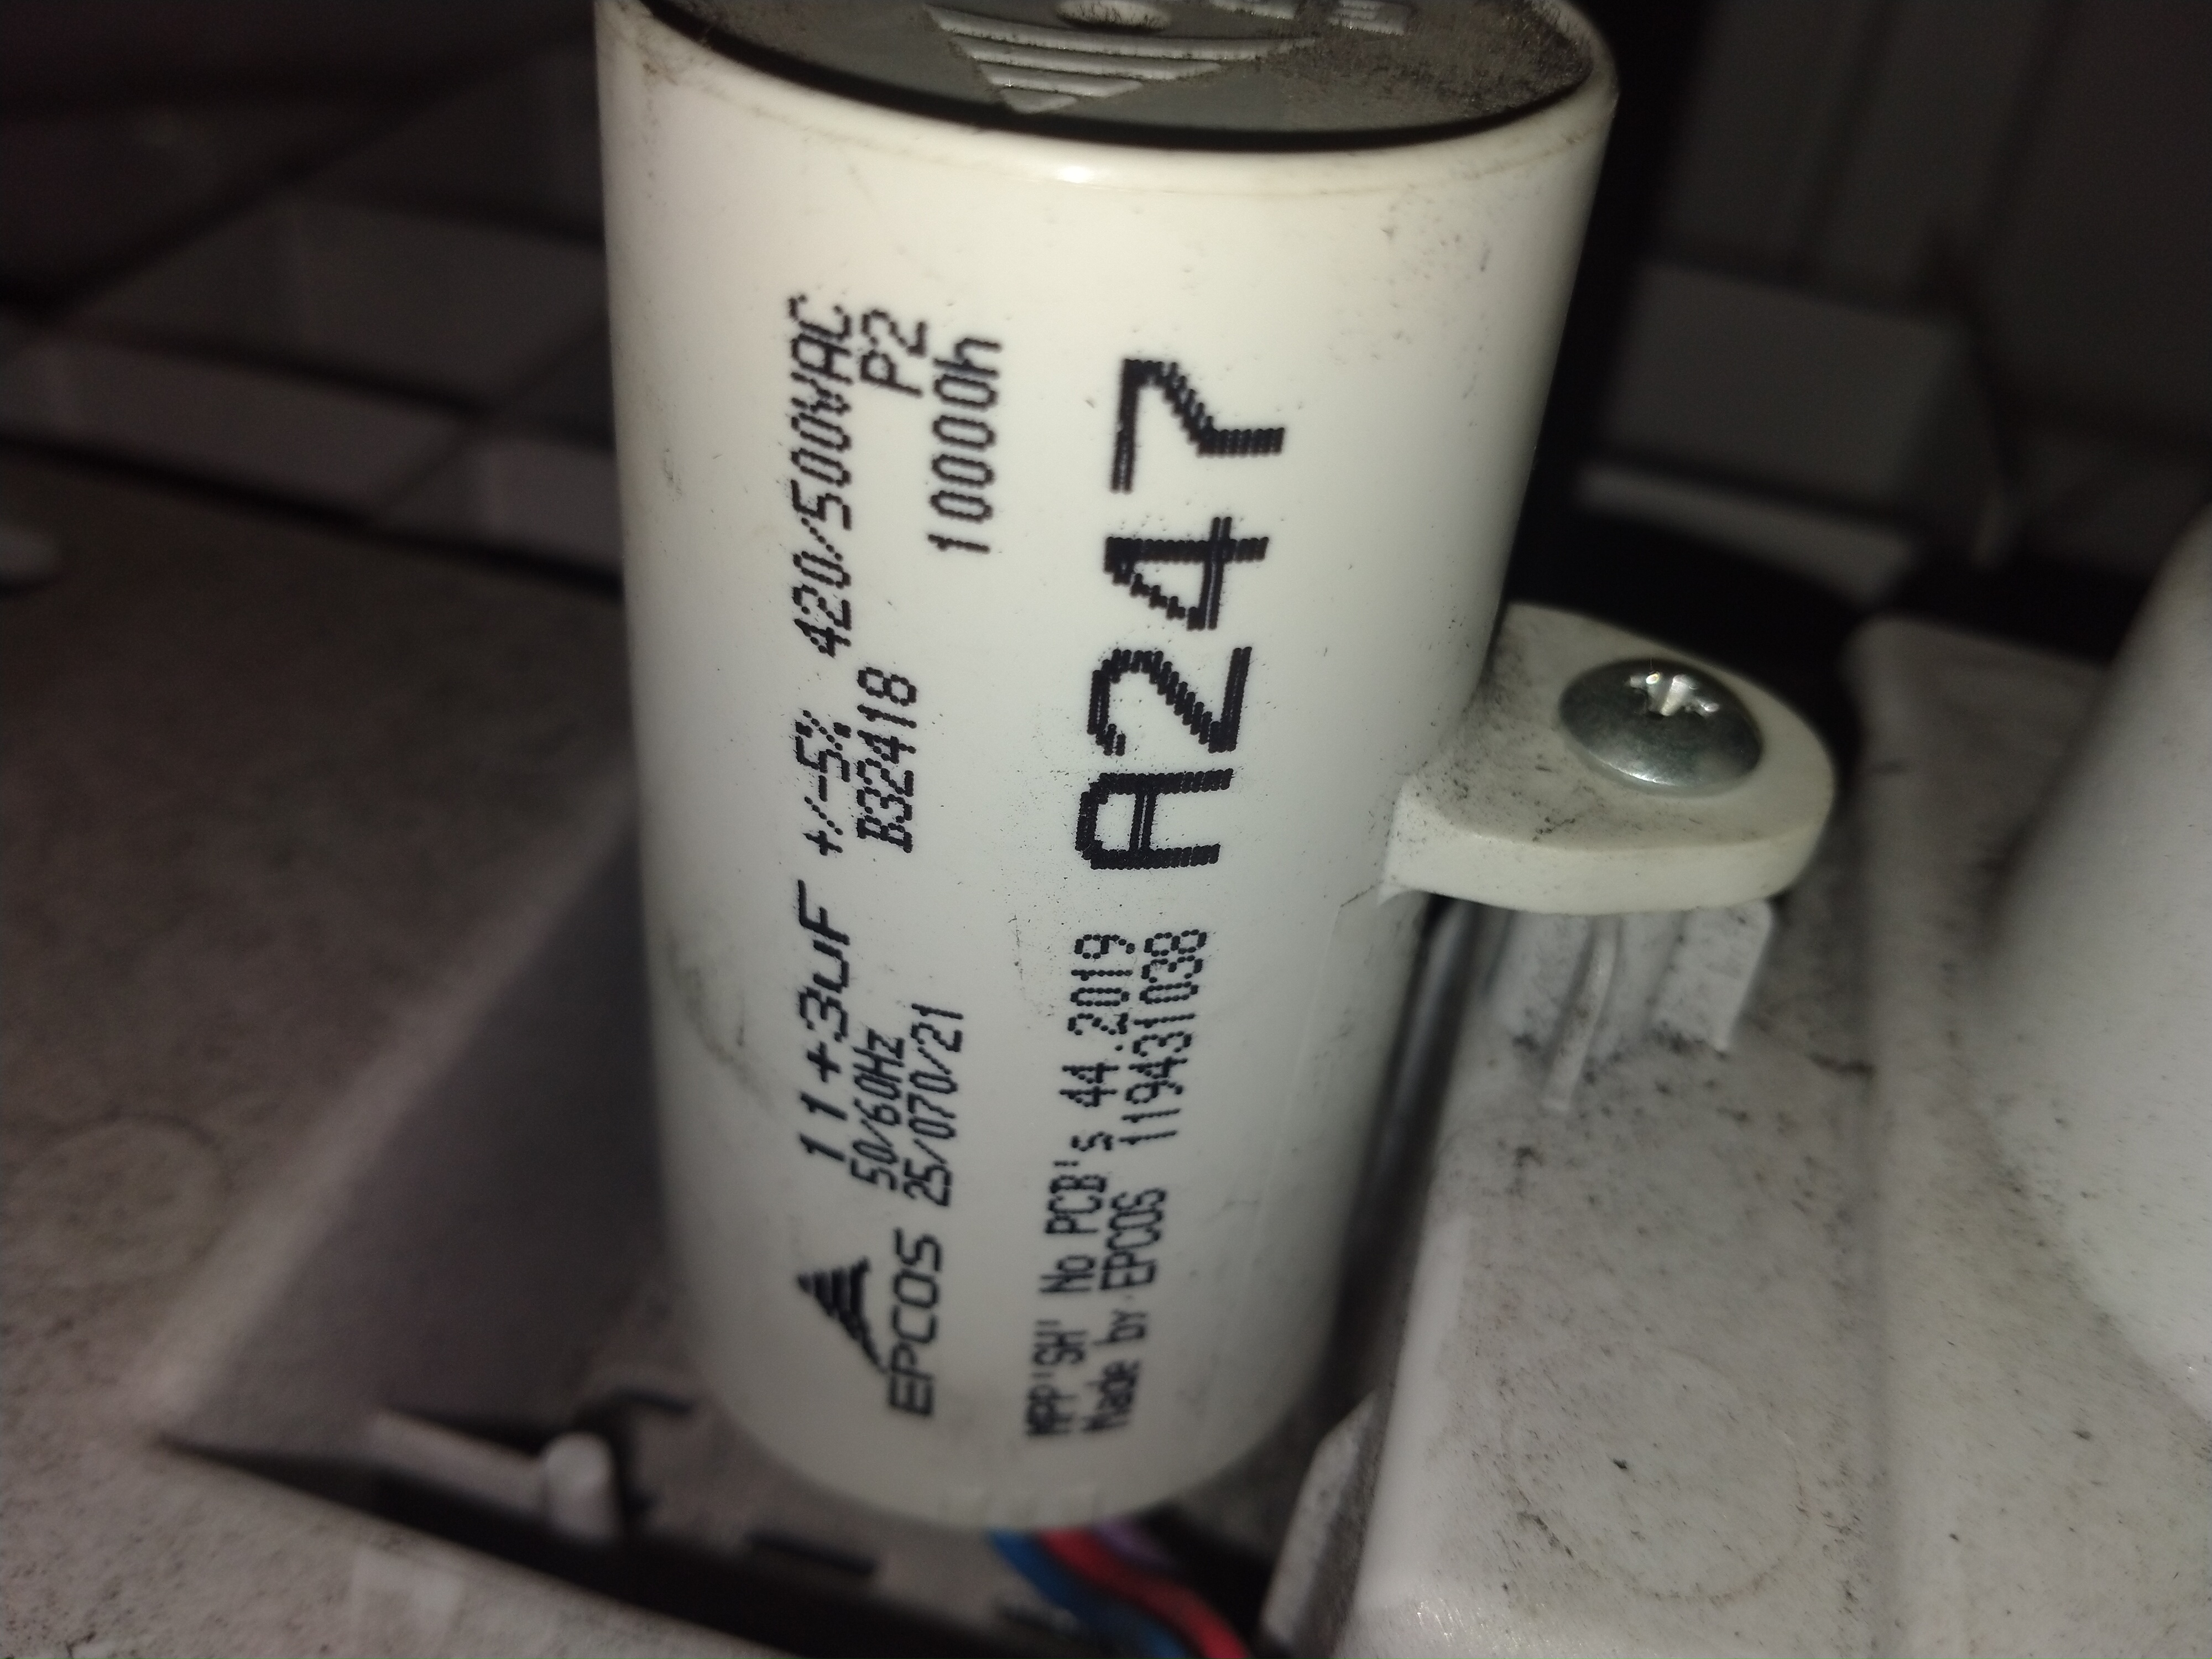 11+3uF +/-5% 420/500VAC
50/60Hz B32418 P2
EPCOS 25/070/21 10000h
MPP'SH' No PCB's 44.2019
Made by EPCOS 119431038
A247